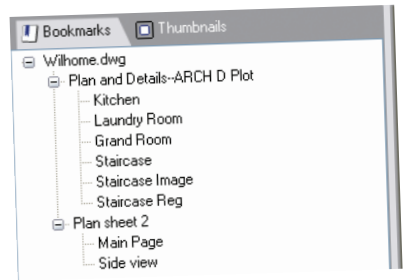 Bookmarks Thumbnails
Wilhome.dwg
Plan and Details--ARCH D Plot
Kitchen
Laundry Room
Grand Room
Staircase
Staircase Image
Staircase Reg
Plan sheet 2
Main Page
Side view